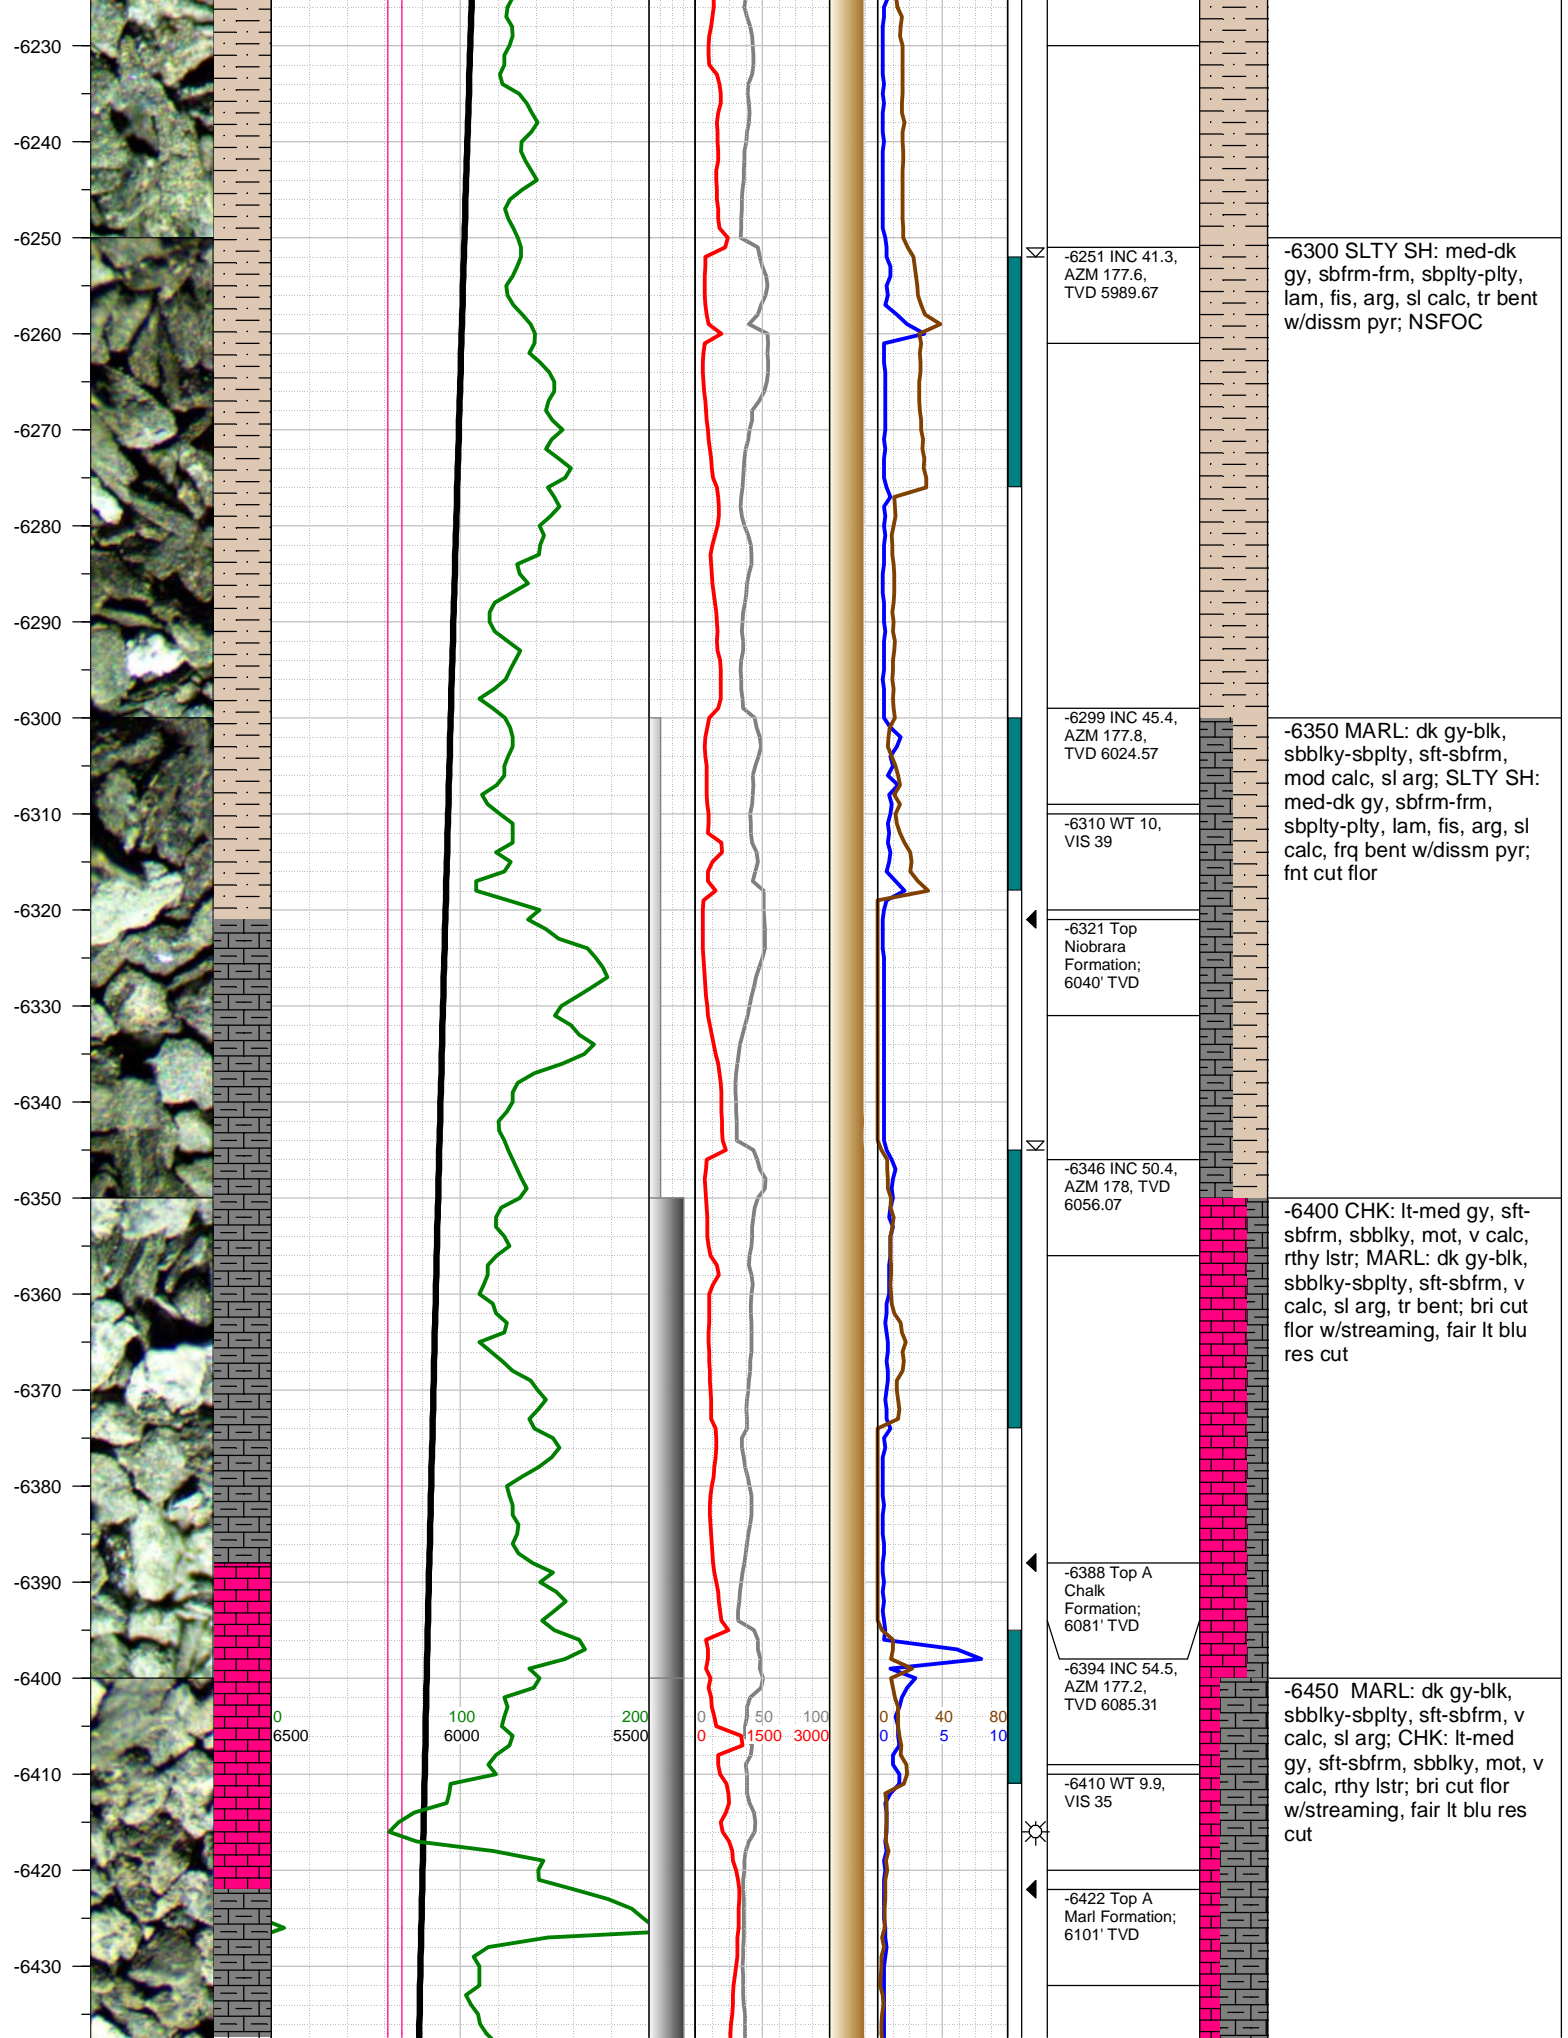 -6230
-6240
-6250
-6260
-6270
-6280
-6290
-6300
-6310
-6320
-6330
-6340
-6350
-6360
-6370
-6380
-6390
-6400
-6410
-6420
-6430
0 100 200
6500 6000 5500
0 50 100
0 1500 3000
0 40 80
0 5 10
-6251 INC 41.3,
AZM 177.6,
TVD 5989.67
-6299 INC 45.4,
AZM 177.8,
TVD 6024.57
-6310 WT 10,
VIS 39
-6321 Top
Niobrara
Formation;
6040' TVD
-6346 INC 50.4,
AZM 178, TVD
6056.07
-6388 Top A
Chalk
Formation;
6081' TVD
-6394 INC 54.5,
AZM 177.2,
TVD 6085.31
-6410 WT 9.9,
VIS 35
-6422 Top A
Marl Formation;
6101' TVD
-6300 SLTY SH: med-dk
gy, sbfrm-frm, sbplty-plty,
lam, fis, arg, sl calc, tr bent
w/dissm pyr; NSFOC
-6350 MARL: dk gy-blk,
sbblky-sbplty, sft-sbfrm,
mod calc, sl arg; SLTY SH:
med-dk gy, sbfrm-frm,
sbplty-plty, lam, fis, arg, sl
calc, frq bent w/dissm pyr;
fnt cut flor
-6400 CHK: lt-med gy, sft-
sbfrm, sbblky, mot, v calc,
rthy lstr; MARL: dk gy-blk,
sbblky-sbplty, sft-sbfrm, v
calc, sl arg, tr bent; bri cut
flor w/streaming, fair lt blu
res cut
-6450 MARL: dk gy-blk,
sbblky-sbplty, sft-sbfrm, v
calc, sl arg; CHK: lt-med
gy, sft-sbfrm, sbblky, mot, v
calc, rthy lstr; bri cut flor
w/streaming, fair lt blu res
cut